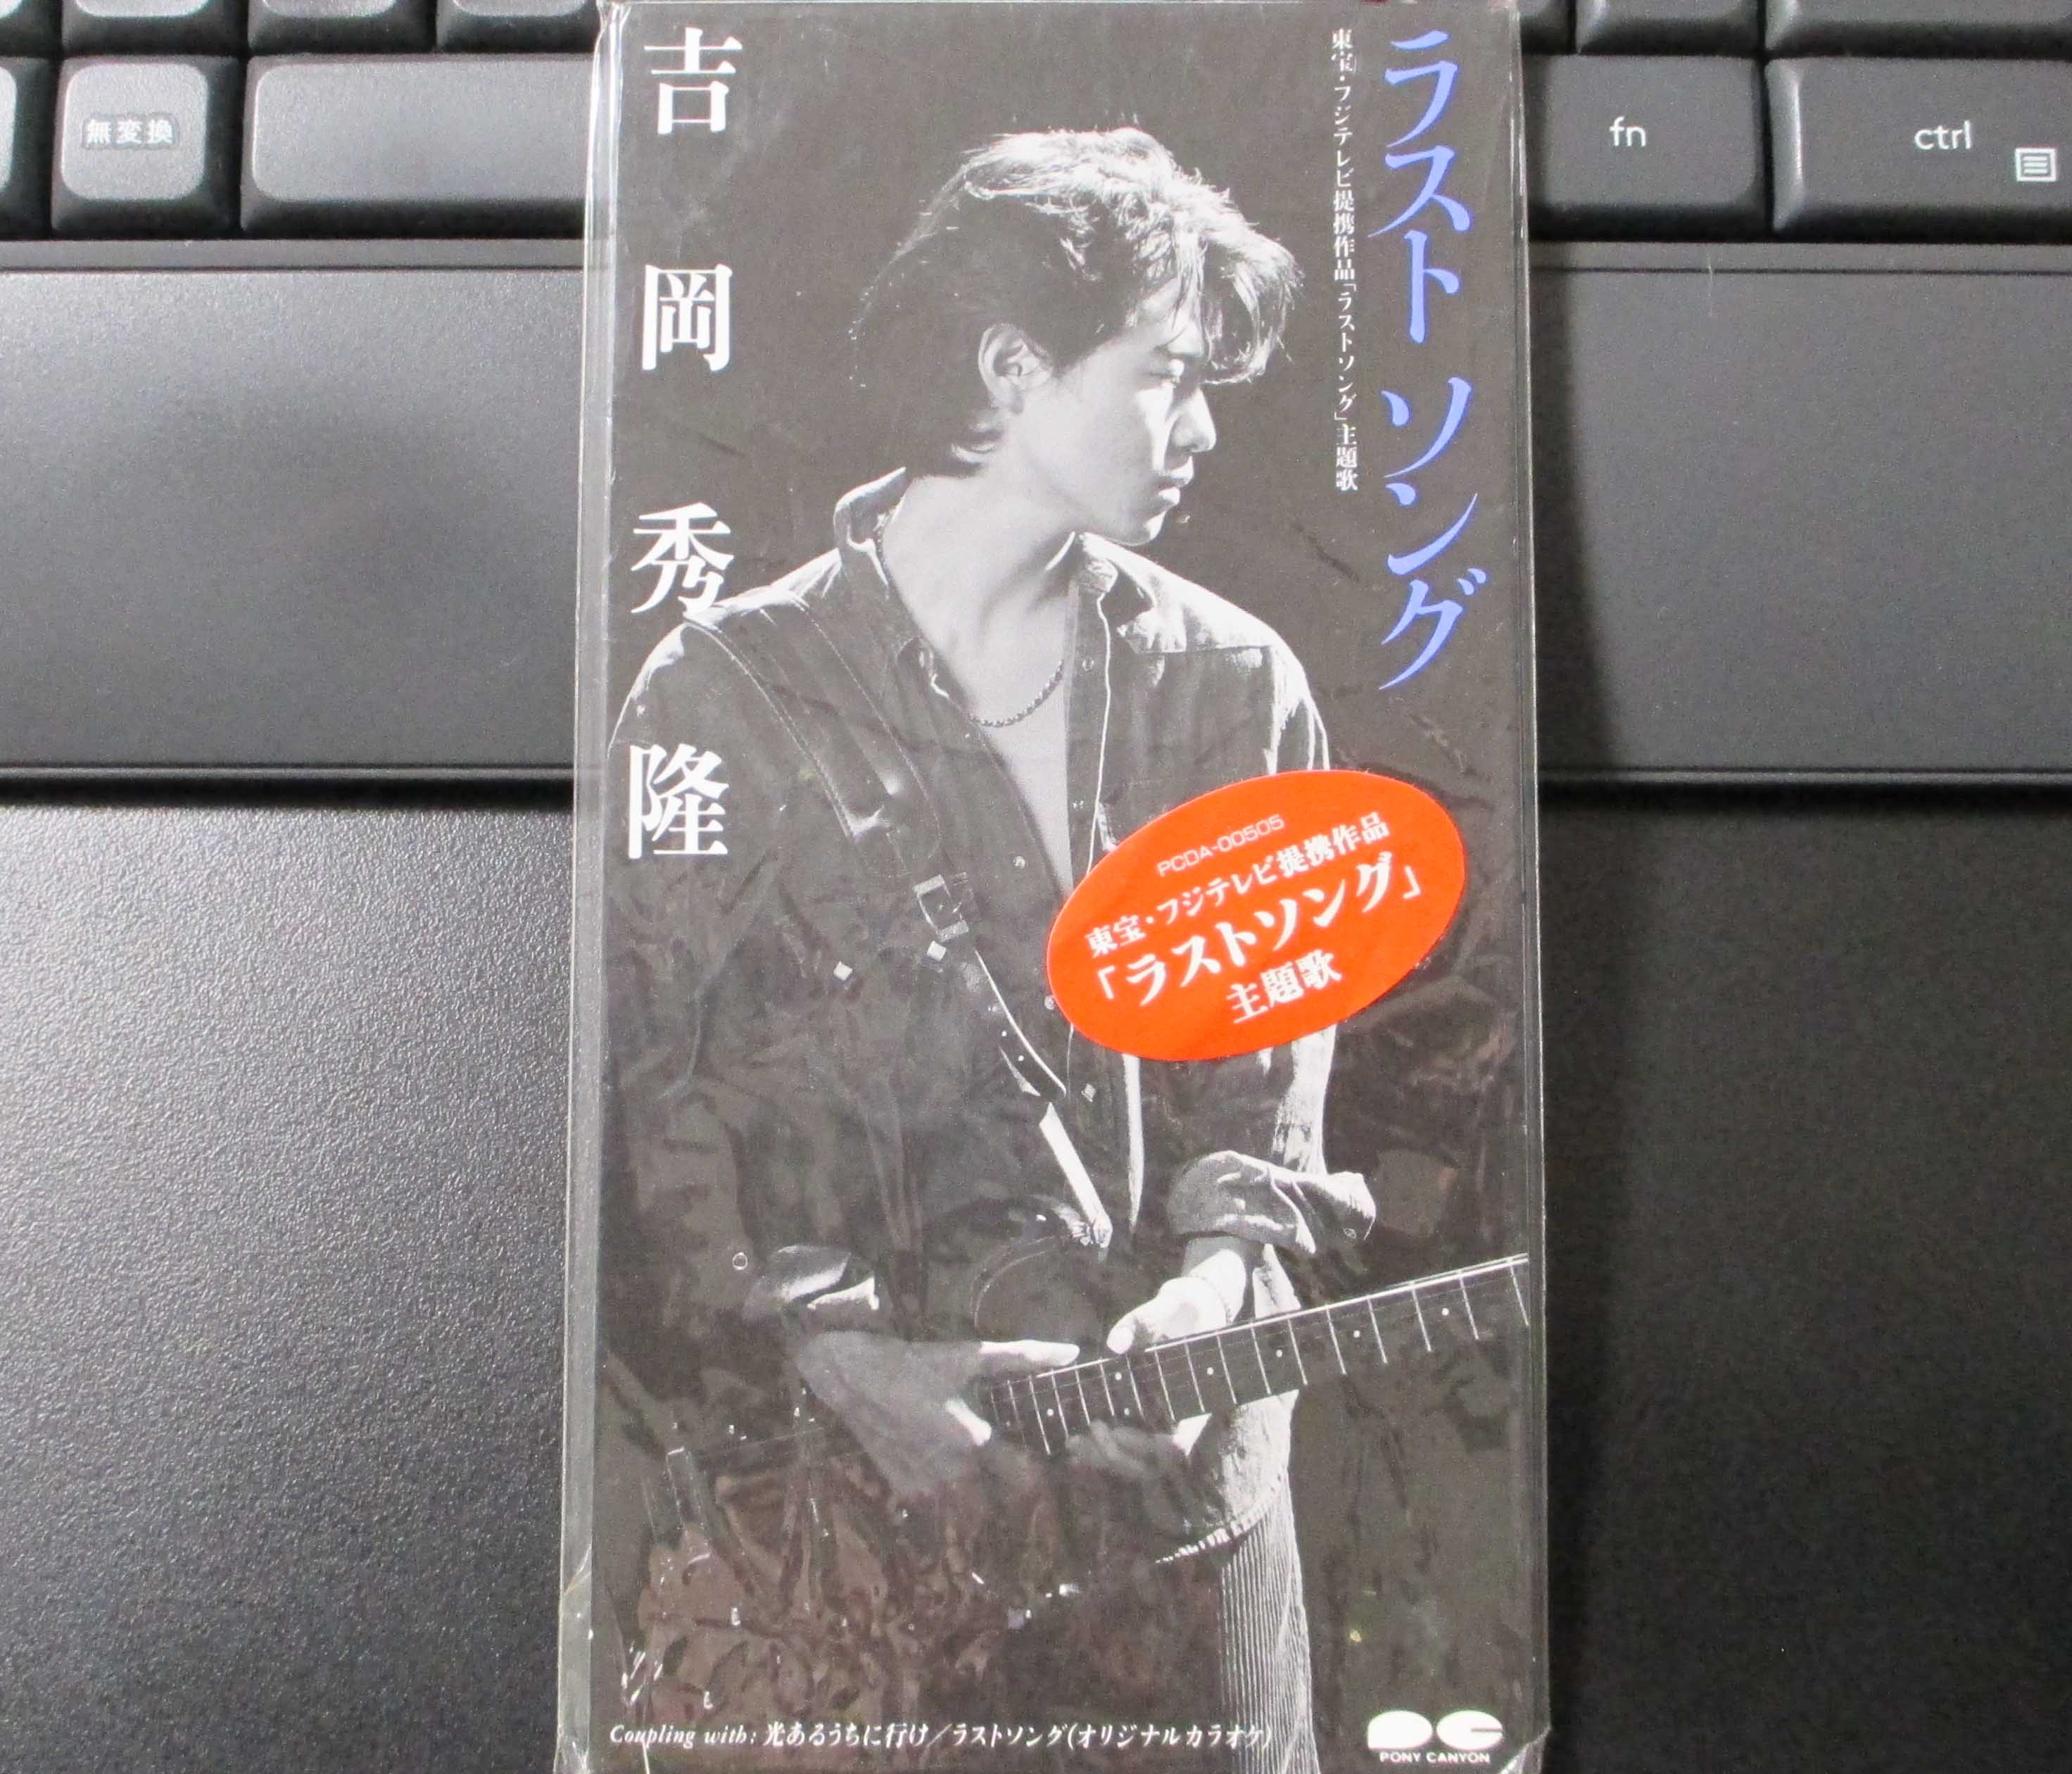 無変換
fn
ctrl
ラストソング
東宝・フジテレビ提携作品「ラストソング」主題歌
吉岡秀隆
PCDA-00505
東宝・フジテレビ提携作品
「ラストソング」
主題歌
Coupling with: 光あるうちに行け/ラストソング(オリジナルカラオケ)
PC
PONY CANYON